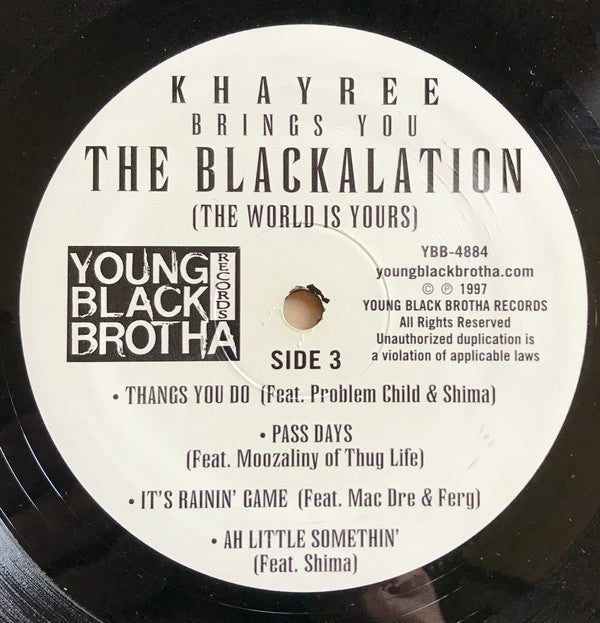 KHAYREE
BRINGS YOU
THE BLACKALATION
(THE WORLD IS YOURS)
YOUNG
BLACK
BROTHA
RECORDS
YBB-4884
youngblackbrotha.com
© ℗ 1997
YOUNG BLACK BROTHA RECORDS
All Rights Reserved
Unauthorized duplication is
a violation of applicable laws
SIDE 3
• THANGS YOU DO (Feat. Problem Child & Shima)
• PASS DAYS
(Feat. Moozaliny of Thug Life)
• IT'S RAININ' GAME (Feat. Mac Dre & Ferg)
• AH LITTLE SOMETHIN'
(Feat. Shima)